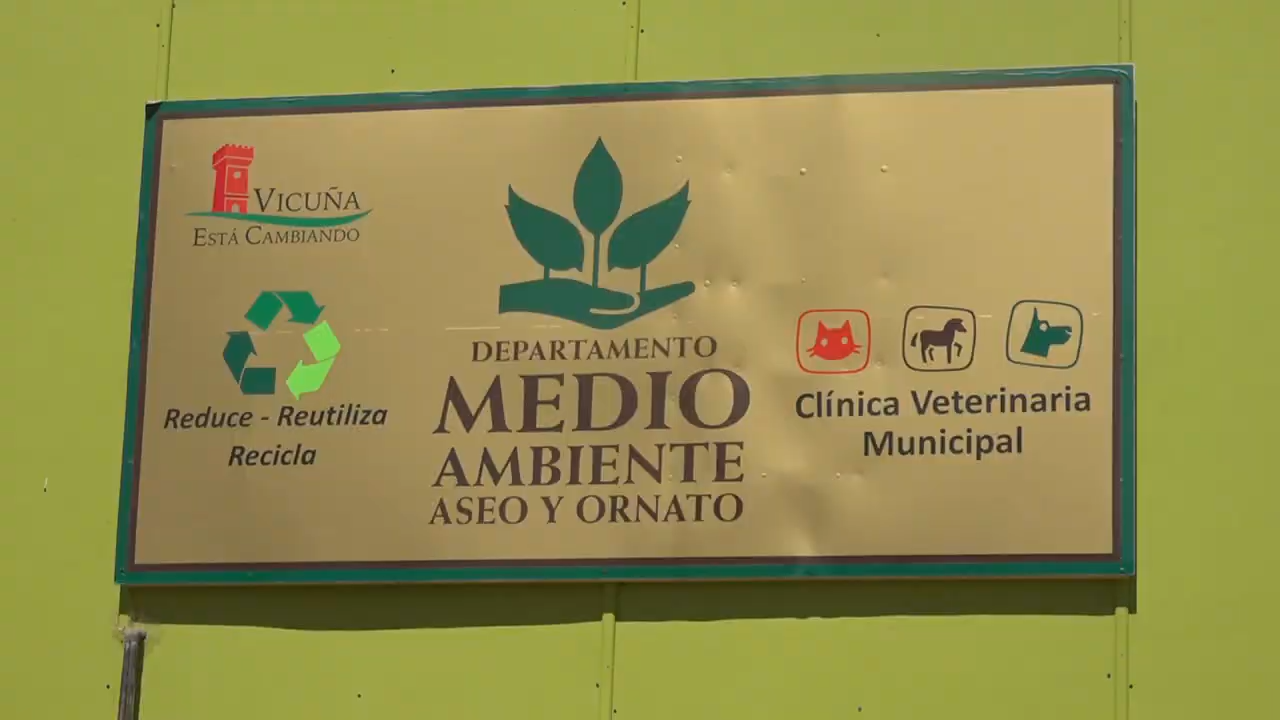 VICUÑA
ESTÁ CAMBIANDO
Reduce - Reutiliza
Recicla
DEPARTAMENTO
MEDIO
AMBIENTE
ASEO Y ORNATO
Clínica Veterinaria
Municipal